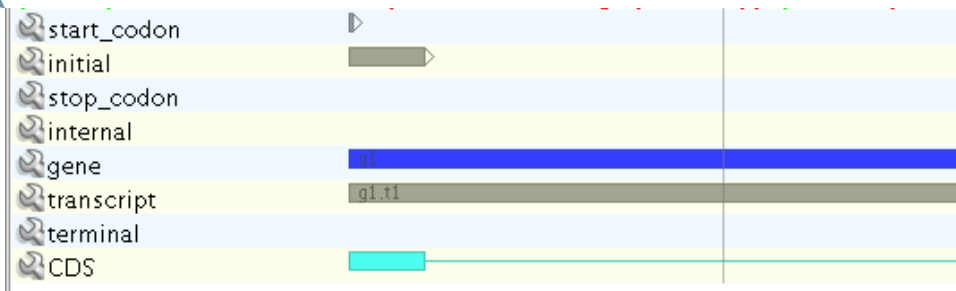 start_codon
initial
stop_codon
internal
gene g1
transcript g1.t1
terminal
CDS